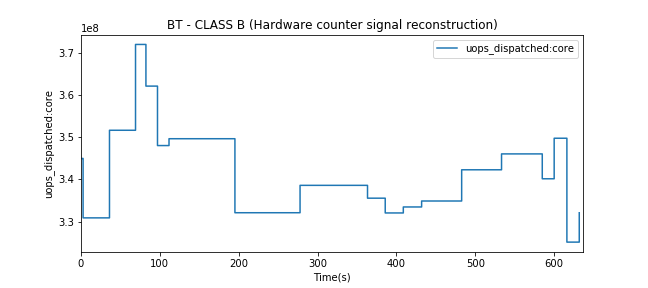 BT - CLASS B (Hardware counter signal reconstruction)
1e8
uops_dispatched:core
3.7
3.6
3.5
3.4
3.3
uops_dispatched:core
0
100
200
300
400
500
600
Time(s)